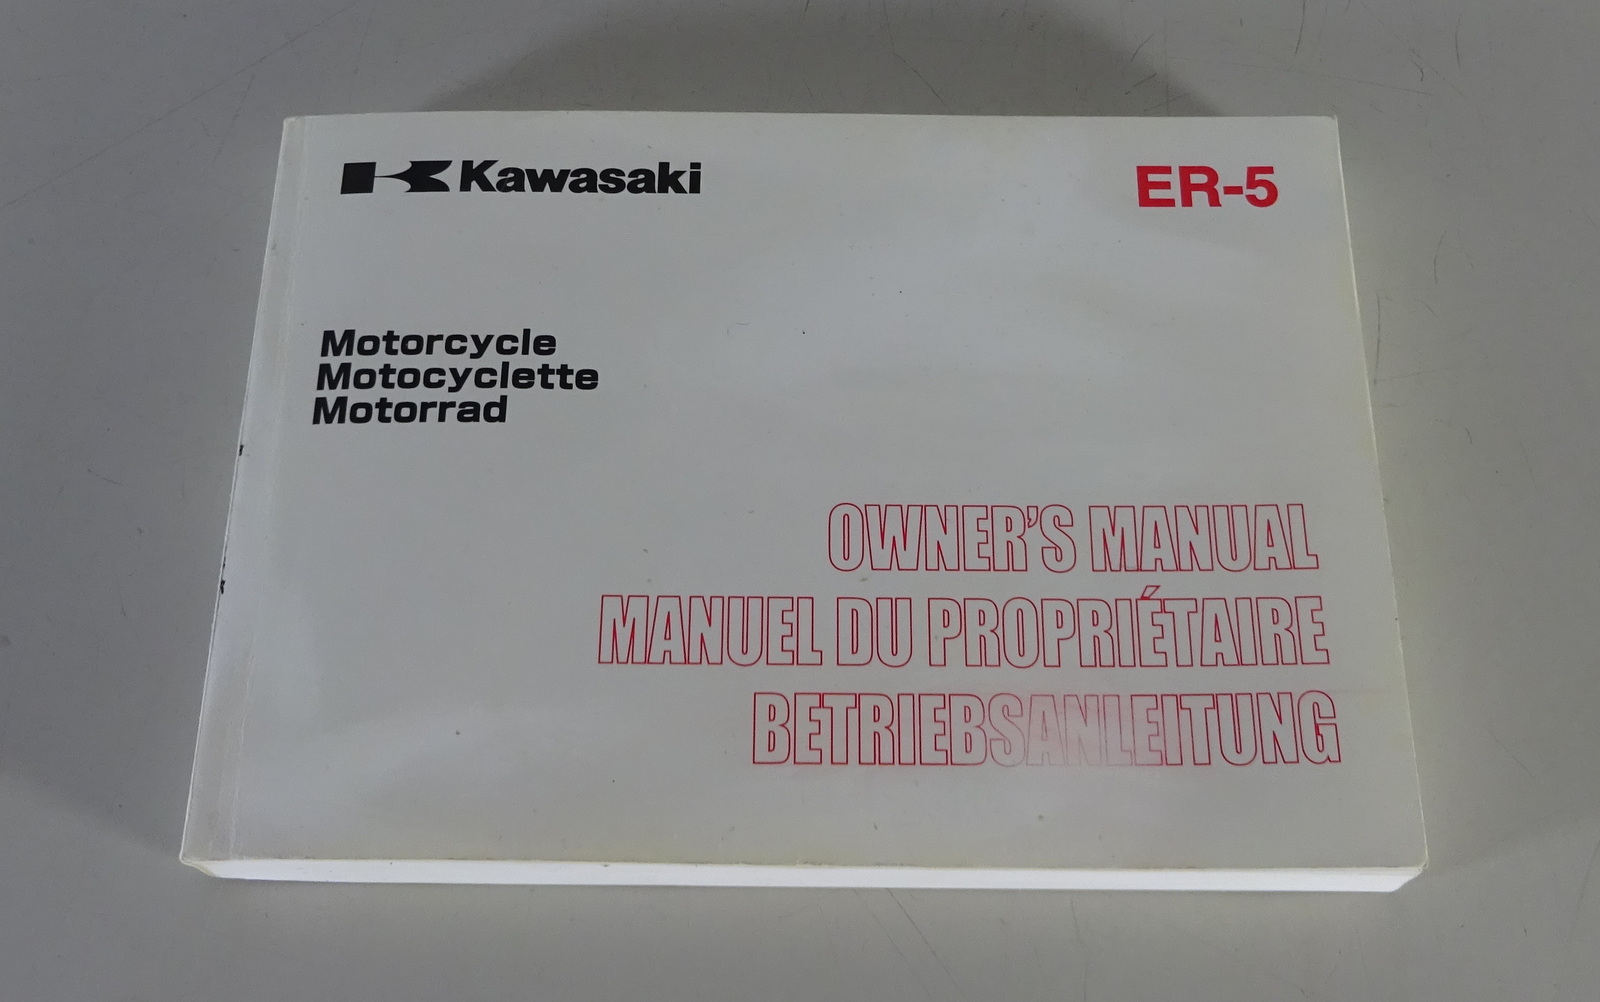 Kawasaki
ER-5
Motorcycle
Motocyclette
Motorrad
OWNER'S MANUAL
MANUEL DU PROPRIÉTAIRE
BETRIEBSANLEITUNG